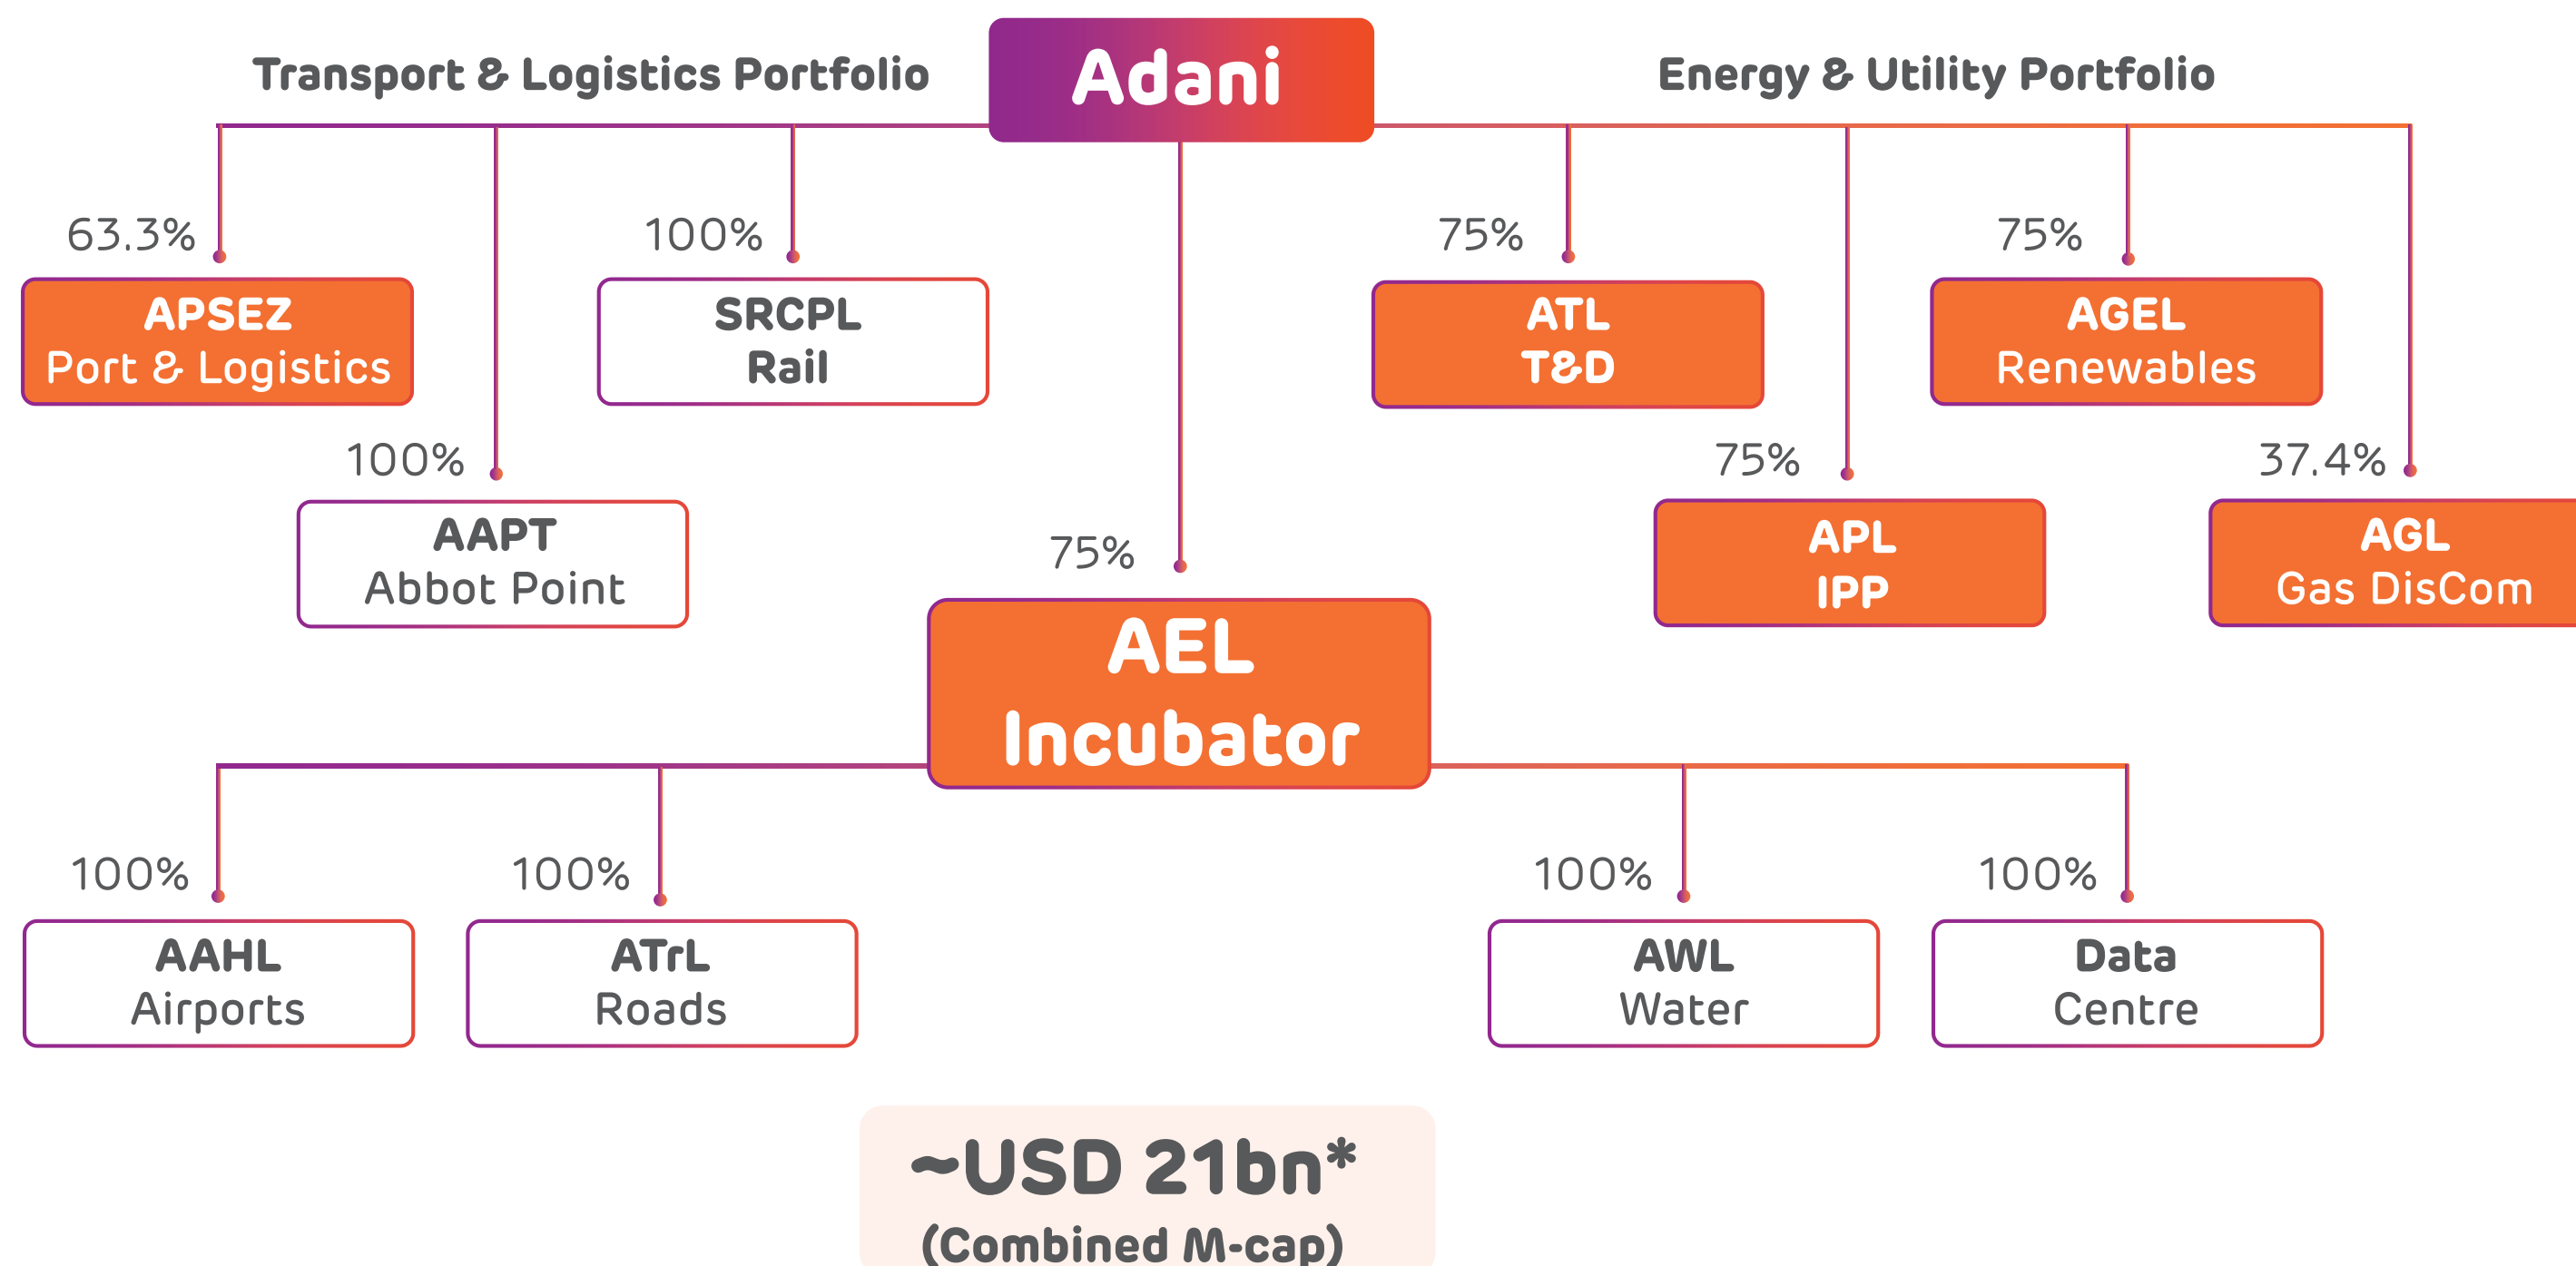 Adani
Transport & Logistics Portfolio
Energy & Utility Portfolio
63.3%
APSEZ
Port & Logistics
100%
AAPT
Abbot Point
100%
SRCPL
Rail
75%
ATL
T&D
75%
APL
IPP
75%
AGEL
Renewables
37.4%
AGL
Gas DisCom
75%
AEL
Incubator
100%
AAHL
Airports
100%
ATrL
Roads
100%
AWL
Water
100%
Data
Centre
~USD 21bn*
(Combined M-cap)